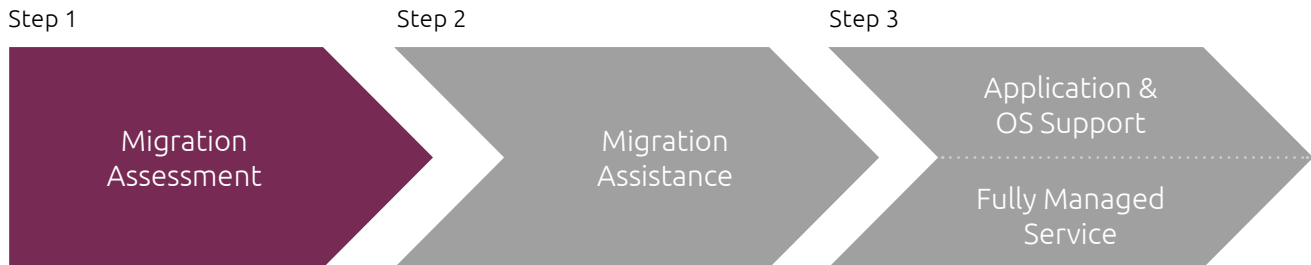 Step 1
Step 2
Step 3
Migration
Assessment
Migration
Assistance
Application &
OS Support
Fully Managed
Service